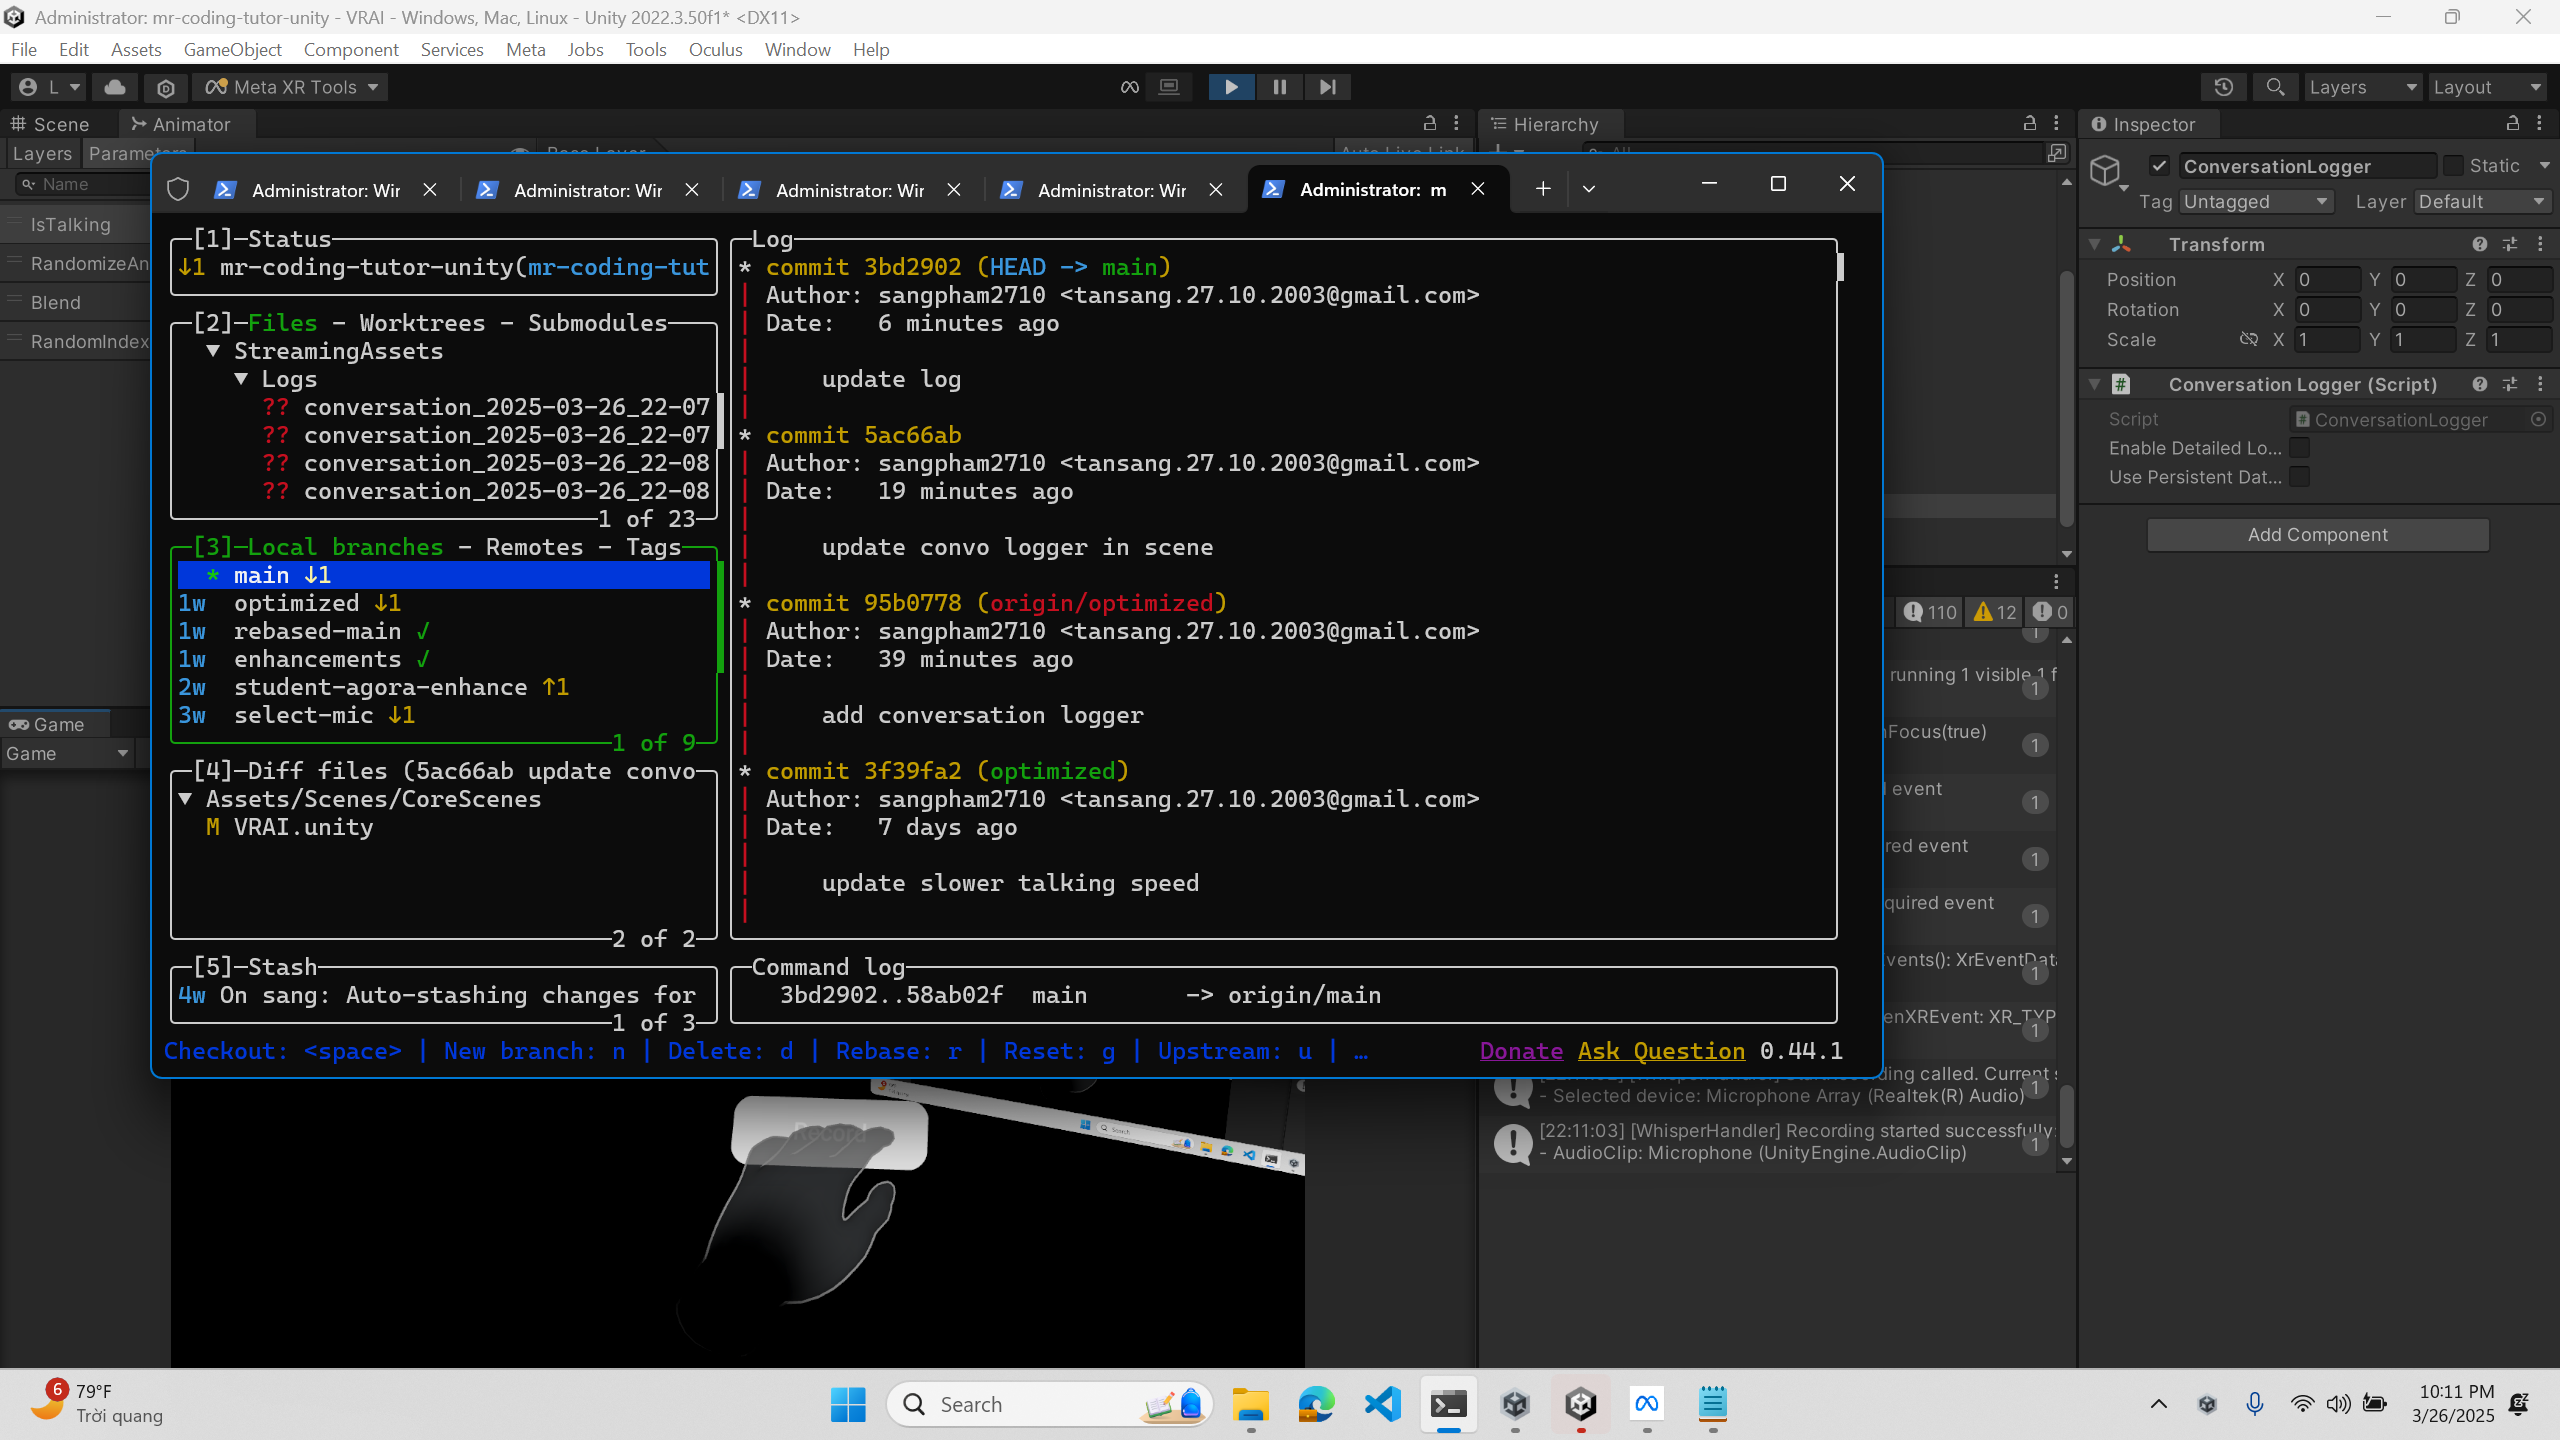 Administrator: mr-coding-tutor-unity - VRAI - Windows, Mac, Linux - Unity 2022.3.50f1* <DX11>
File Edit Assets GameObject Component Services Meta Jobs Tools Oculus Window Help
L Meta XR Tools Layers Layout
Scene Animator Hierarchy Inspector
Layers
Name
IsTalking
RandomizeAn
Blend
RandomIndex
Game
Game
Administrator: Wir Administrator: Wir Administrator: Wir Administrator: Wir Administrator: m
[1]—Status
↓1 mr-coding-tutor-unity(mr-coding-tut
[2]—Files - Worktrees - Submodules
▼ StreamingAssets
▼ Logs
?? conversation_2025-03-26_22-07
?? conversation_2025-03-26_22-07
?? conversation_2025-03-26_22-08
?? conversation_2025-03-26_22-08
1 of 23
[3]—Local branches - Remotes - Tags
* main ↓1
1w optimized ↓1
1w rebased-main ✓
1w enhancements ✓
2w student-agora-enhance ↑1
3w select-mic ↓1
1 of 9
[4]—Diff files (5ac66ab update convo
▼ Assets/Scenes/CoreScenes
M VRAI.unity
2 of 2
[5]—Stash
4w On sang: Auto-stashing changes for
1 of 3
Log
* commit 3bd2902 (HEAD -> main)
Author: sangpham2710 <tansang.27.10.2003@gmail.com>
Date: 6 minutes ago
update log
* commit 5ac66ab
Author: sangpham2710 <tansang.27.10.2003@gmail.com>
Date: 19 minutes ago
update convo logger in scene
* commit 95b0778 (origin/optimized)
Author: sangpham2710 <tansang.27.10.2003@gmail.com>
Date: 39 minutes ago
add conversation logger
* commit 3f39fa2 (optimized)
Author: sangpham2710 <tansang.27.10.2003@gmail.com>
Date: 7 days ago
update slower talking speed
Command log
3bd2902..58ab02f main -> origin/main
Checkout: <space> | New branch: n | Delete: d | Rebase: r | Reset: g | Upstream: u | …
Donate Ask Question 0.44.1
ConversationLogger Static
Tag Untagged Layer Default
Transform
Position X 0 Y 0 Z 0
Rotation X 0 Y 0 Z 0
Scale X 1 Y 1 Z 1
Conversation Logger (Script)
Script ConversationLogger
Enable Detailed Lo...
Use Persistent Dat...
Add Component
110 12 0
1
running 1 visible 1 f
1
nFocus(true)
1
event
1
red event
1
quired event
1
vents(): XrEventData
1
enXREvent: XR_TYP
1
ding called. Current s
- Selected device: Microphone Array (Realtek(R) Audio)
1
[22:11:03] [WhisperHandler] Recording started successfully:
- AudioClip: Microphone (UnityEngine.AudioClip)
1
Record
6
79°F
Trời quang
Search
10:11 PM
3/26/2025